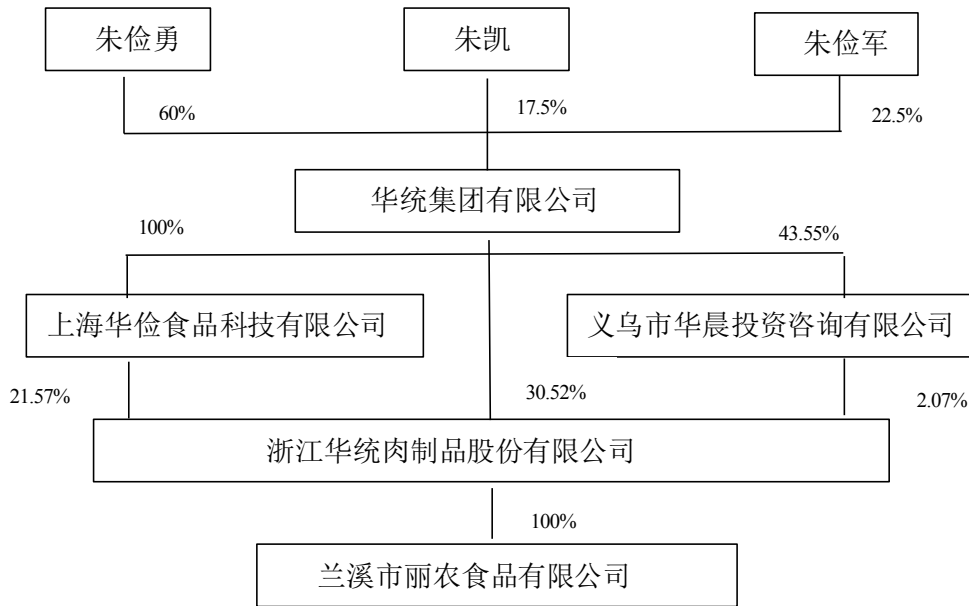 朱俭勇
朱凯
朱俭军
60%
17.5%
22.5%
华统集团有限公司
100%
43.55%
上海华俭食品科技有限公司
义乌市华晨投资咨询有限公司
21.57%
30.52%
2.07%
浙江华统肉制品股份有限公司
100%
兰溪市丽农食品有限公司